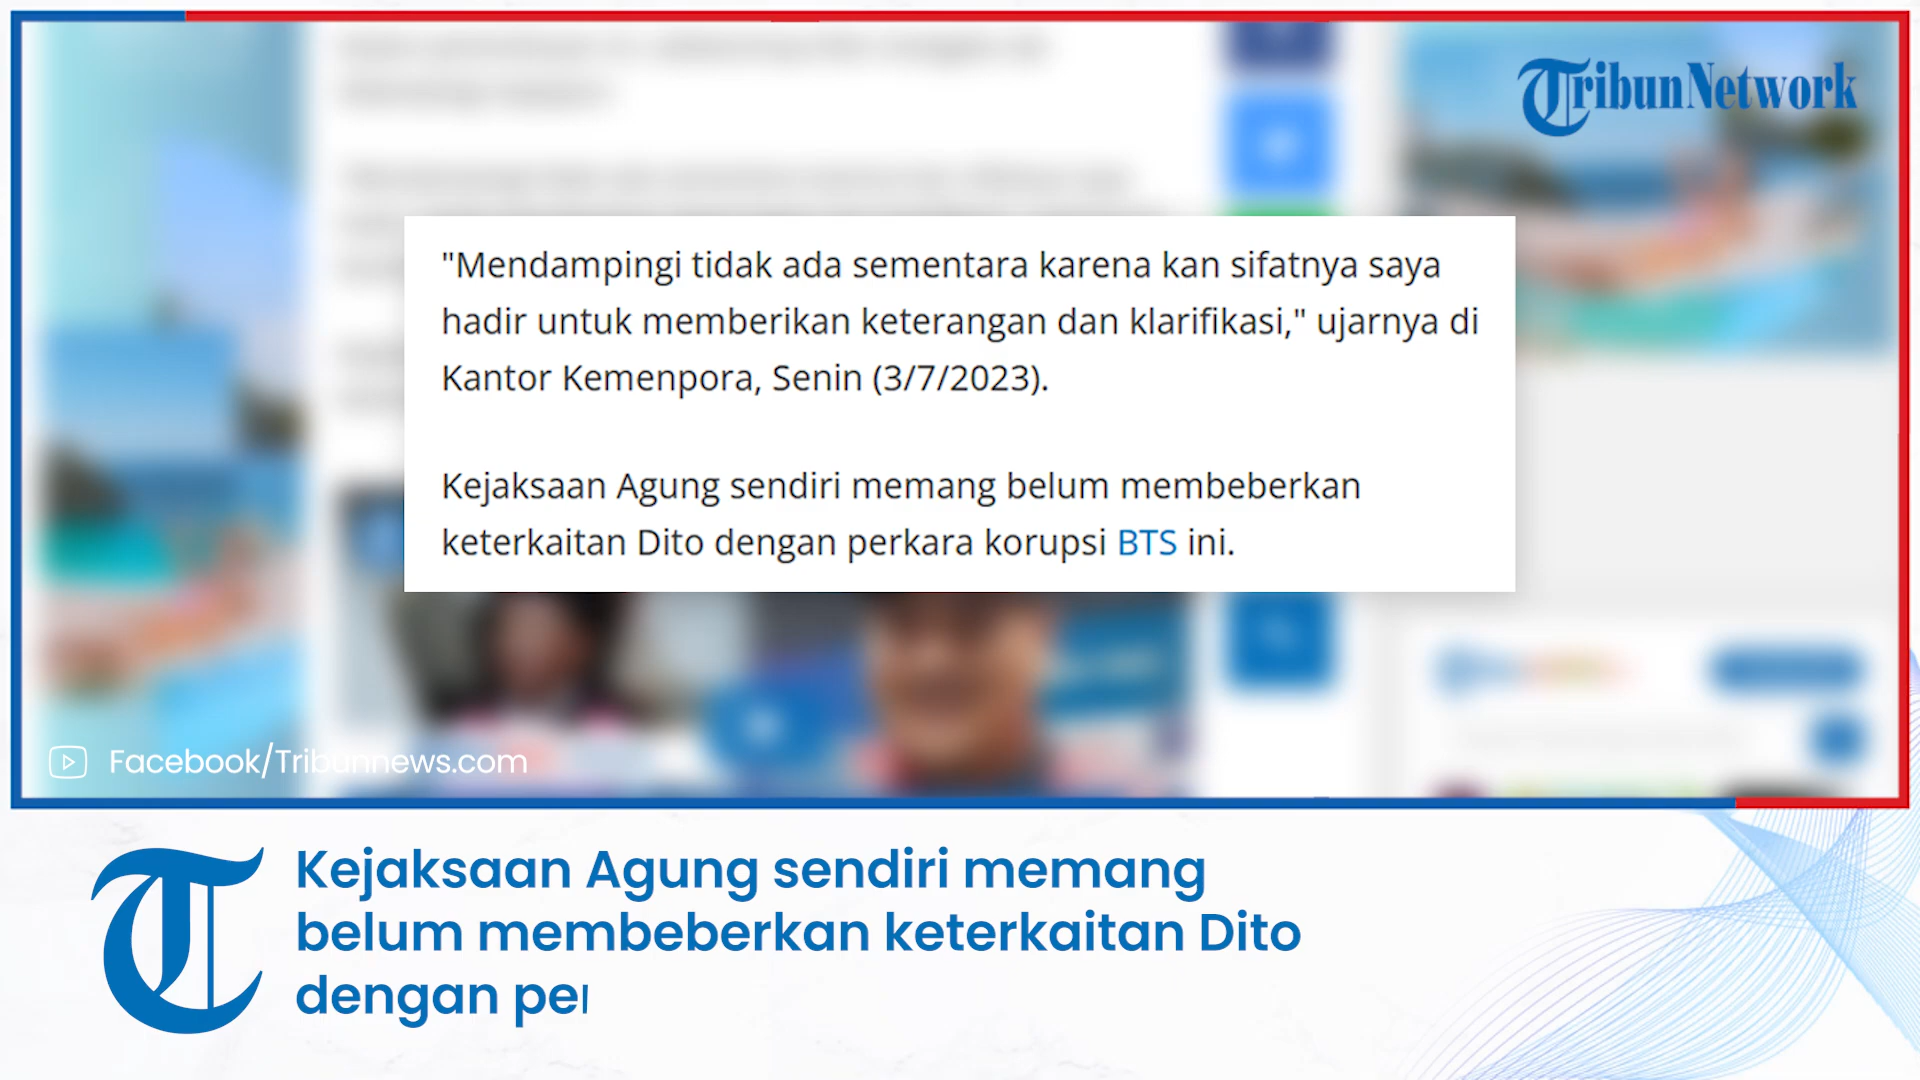 TribunNetwork
"Mendampingi tidak ada sementara karena kan sifatnya saya
hadir untuk memberikan keterangan dan klarifikasi," ujarnya di
Kantor Kemenpora, Senin (3/7/2023).
Kejaksaan Agung sendiri memang belum membeberkan
keterkaitan Dito dengan perkara korupsi BTS ini.
Facebook/Tribunnews.com
T
Kejaksaan Agung sendiri memang
belum membeberkan keterkaitan Dito
dengan pe